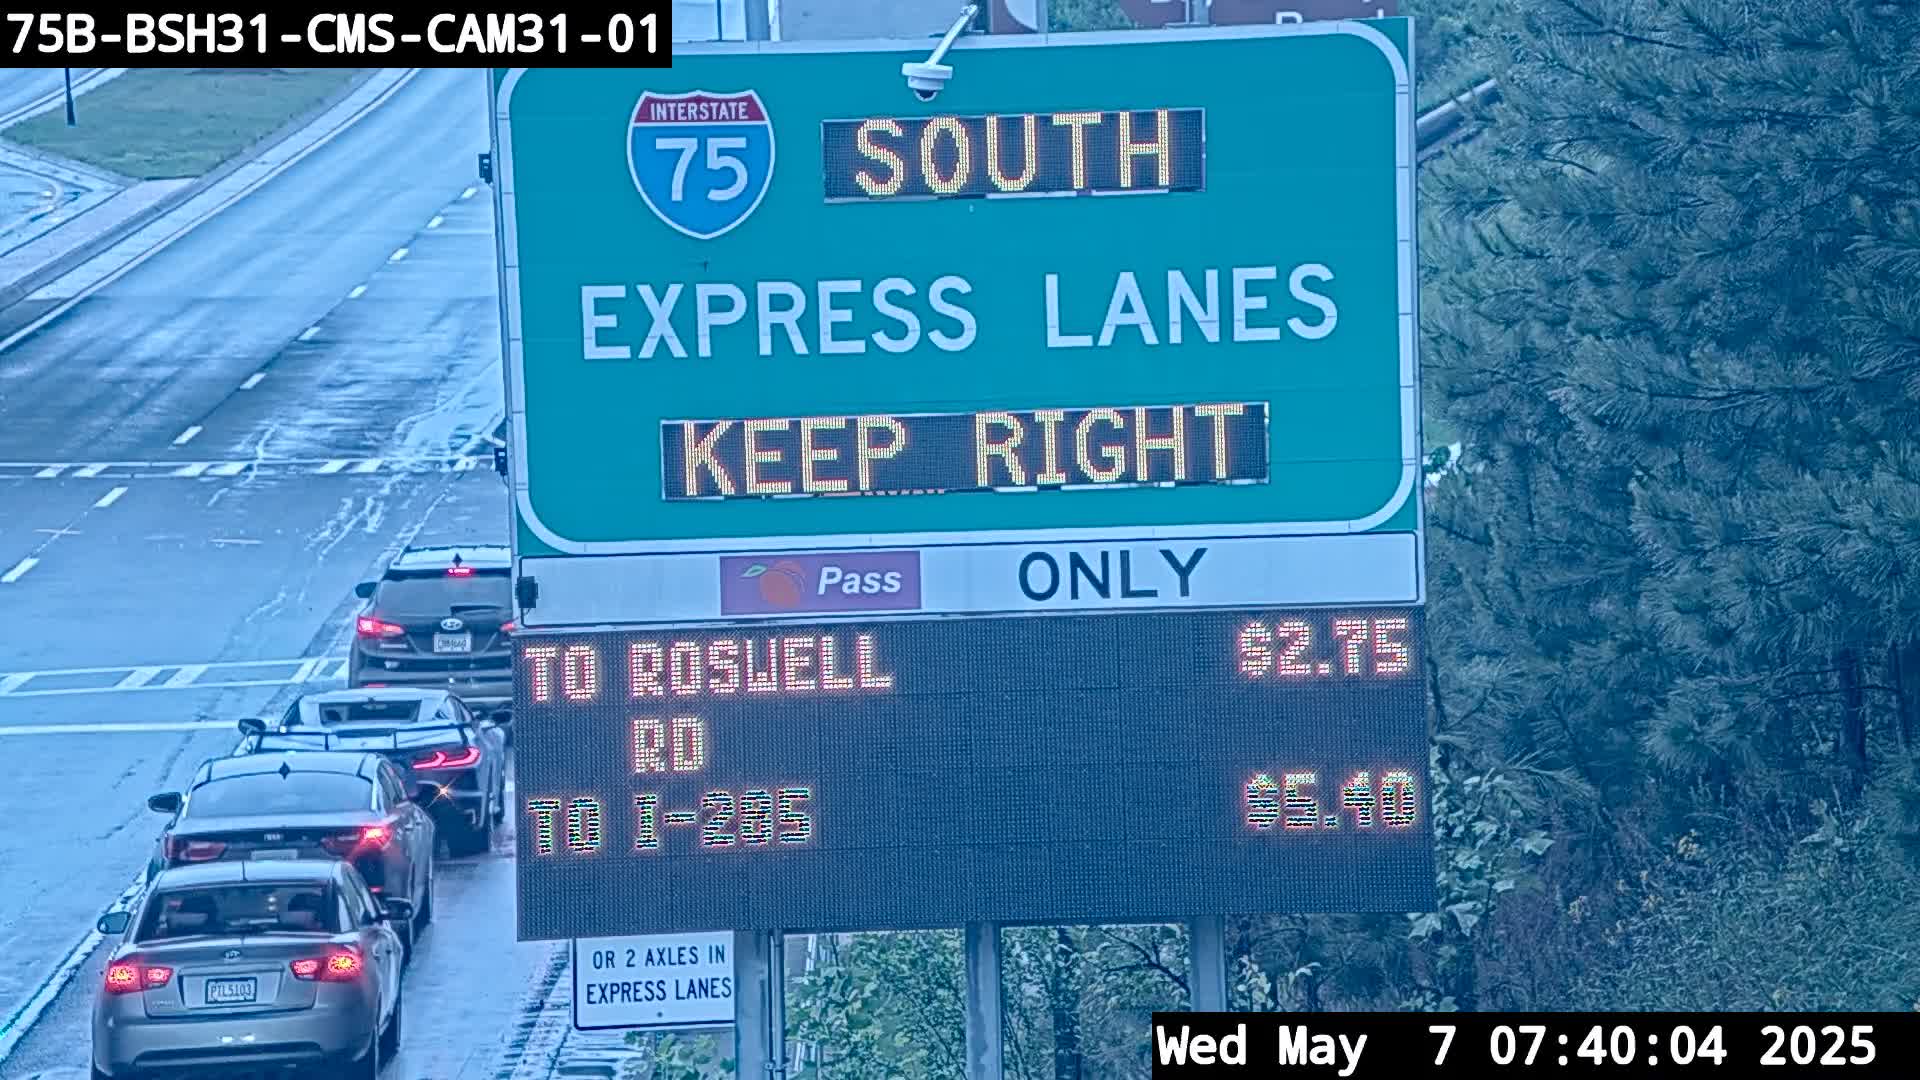 75B-BSH31-CMS-CAM31-01
INTERSTATE
75
SOUTH
EXPRESS LANES
KEEP RIGHT
Pass ONLY
TO ROSWELL $2.75
RD
TO I-285 $5.40
OR 2 AXLES IN
EXPRESS LANES
PTL5103
Wed May 7 07:40:04 2025